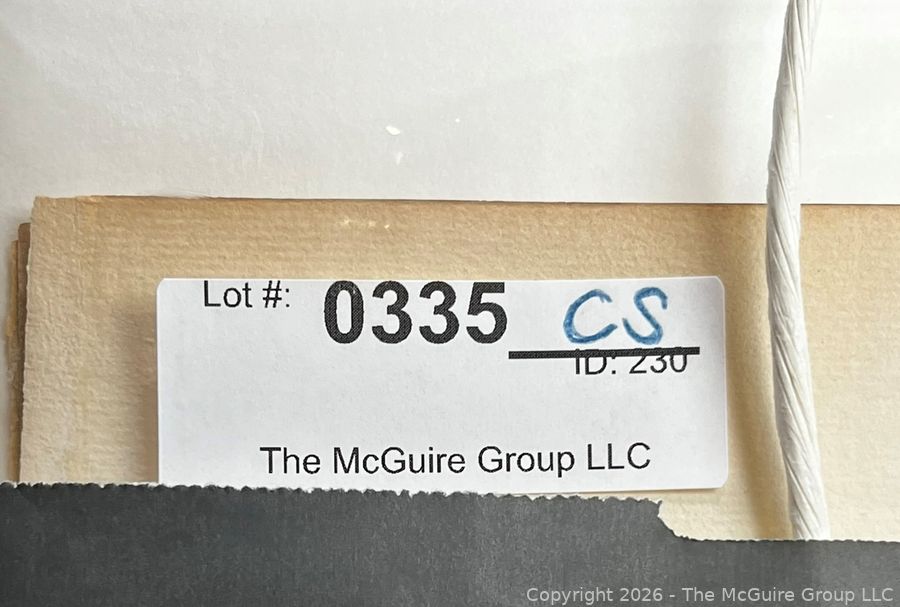 Lot #: 0335 CS
ID: 230
The McGuire Group LLC
Copyright 2026 - The McGuire Group LLC